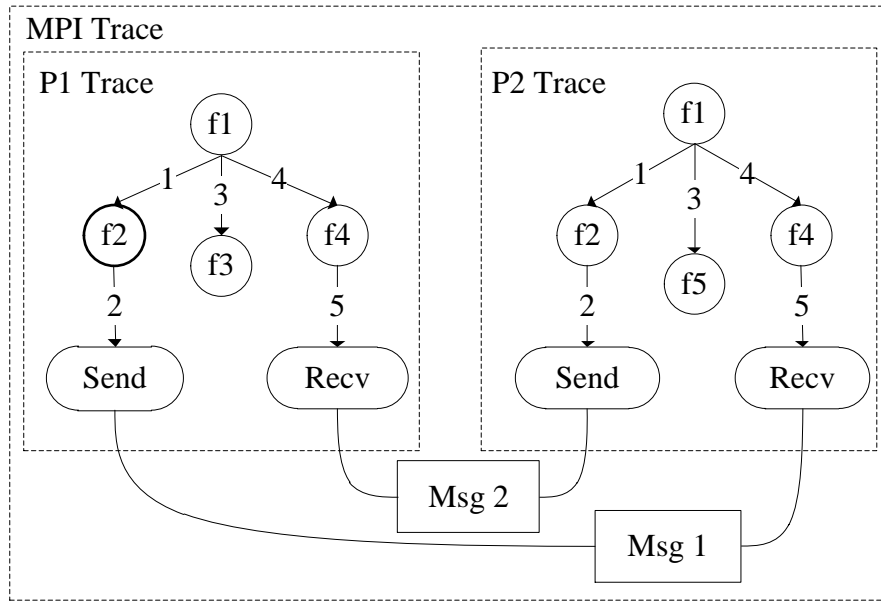 MPI Trace
P1 Trace
f1
1
3
4
f2
f3
f4
2
5
Send
Recv
P2 Trace
f1
1
3
4
f2
f5
f4
2
5
Send
Recv
Msg 2
Msg 1